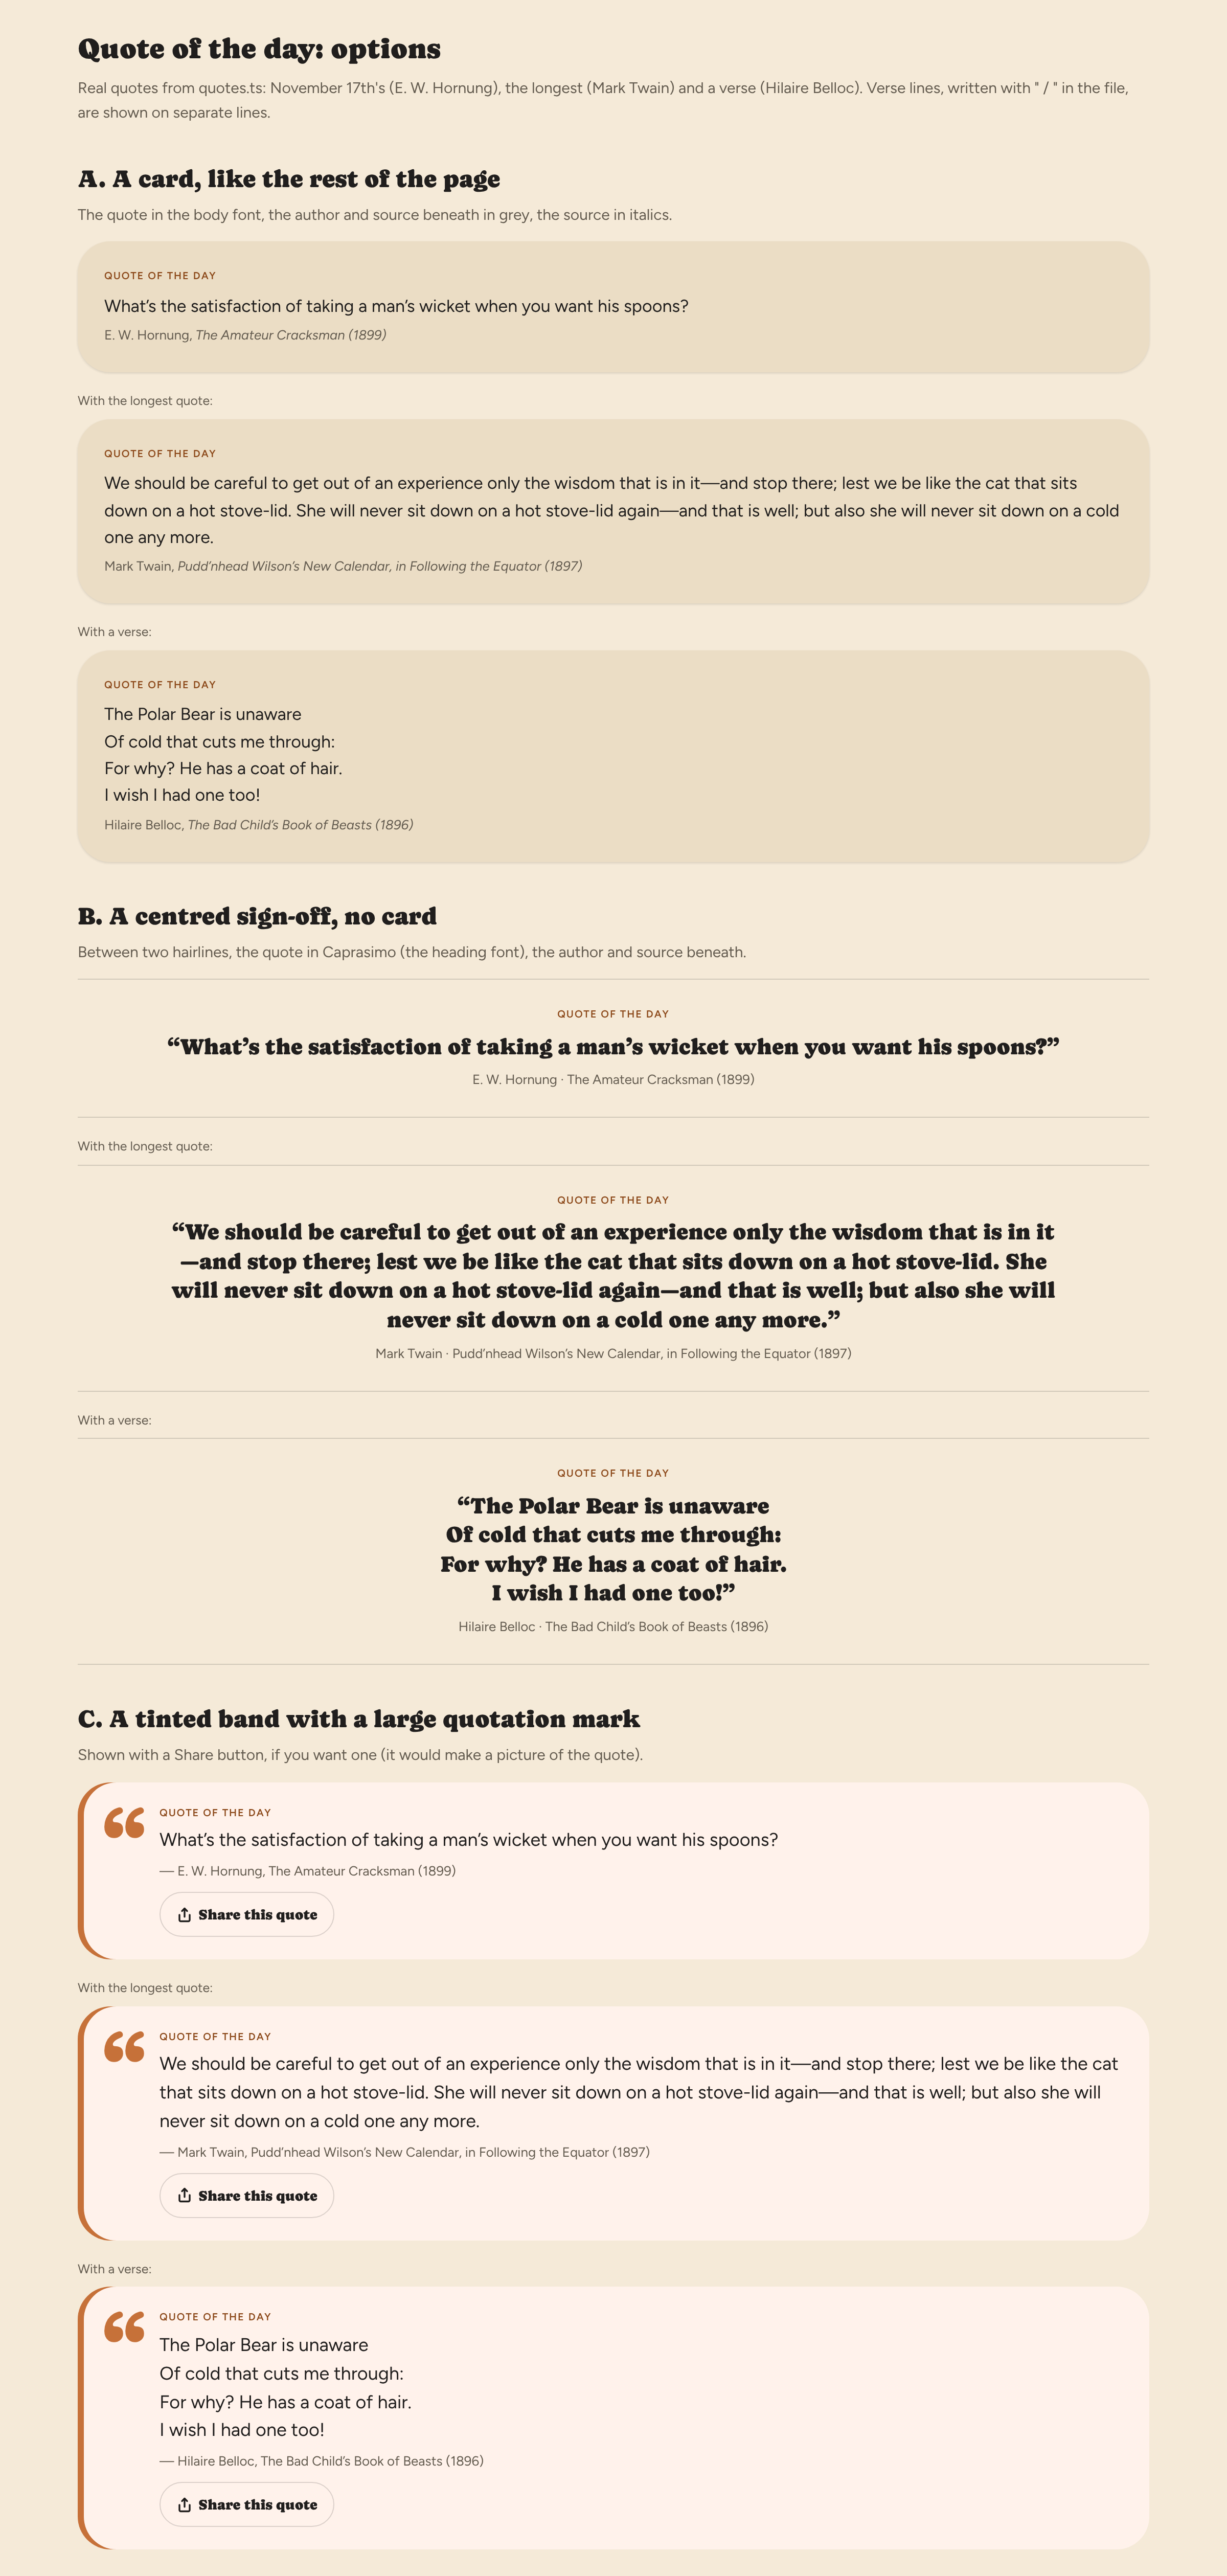 Quote of the day: options
Real quotes from quotes.ts: November 17th's (E. W. Hornung), the longest (Mark Twain) and a verse (Hilaire Belloc). Verse lines, written with " / " in the file,
are shown on separate lines.
A. A card, like the rest of the page
The quote in the body font, the author and source beneath in grey, the source in italics.
QUOTE OF THE DAY
What’s the satisfaction of taking a man’s wicket when you want his spoons?
E. W. Hornung, The Amateur Cracksman (1899)
With the longest quote:
QUOTE OF THE DAY
We should be careful to get out of an experience only the wisdom that is in it—and stop there; lest we be like the cat that sits
down on a hot stove-lid. She will never sit down on a hot stove-lid again—and that is well; but also she will never sit down on a cold
one any more.
Mark Twain, Pudd’nhead Wilson’s New Calendar, in Following the Equator (1897)
With a verse:
QUOTE OF THE DAY
The Polar Bear is unaware
Of cold that cuts me through:
For why? He has a coat of hair.
I wish I had one too!
Hilaire Belloc, The Bad Child’s Book of Beasts (1896)
B. A centred sign-off, no card
Between two hairlines, the quote in Caprasimo (the heading font), the author and source beneath.
QUOTE OF THE DAY
“What’s the satisfaction of taking a man’s wicket when you want his spoons?”
E. W. Hornung · The Amateur Cracksman (1899)
With the longest quote:
QUOTE OF THE DAY
“We should be careful to get out of an experience only the wisdom that is in it
—and stop there; lest we be like the cat that sits down on a hot stove-lid. She
will never sit down on a hot stove-lid again—and that is well; but also she will
never sit down on a cold one any more.”
Mark Twain · Pudd’nhead Wilson’s New Calendar, in Following the Equator (1897)
With a verse:
QUOTE OF THE DAY
“The Polar Bear is unaware
Of cold that cuts me through:
For why? He has a coat of hair.
I wish I had one too!”
Hilaire Belloc · The Bad Child’s Book of Beasts (1896)
C. A tinted band with a large quotation mark
Shown with a Share button, if you want one (it would make a picture of the quote).
“
QUOTE OF THE DAY
What’s the satisfaction of taking a man’s wicket when you want his spoons?
— E. W. Hornung, The Amateur Cracksman (1899)
Share this quote
With the longest quote:
“
QUOTE OF THE DAY
We should be careful to get out of an experience only the wisdom that is in it—and stop there; lest we be like the cat
that sits down on a hot stove-lid. She will never sit down on a hot stove-lid again—and that is well; but also she will
never sit down on a cold one any more.
— Mark Twain, Pudd’nhead Wilson’s New Calendar, in Following the Equator (1897)
Share this quote
With a verse:
“
QUOTE OF THE DAY
The Polar Bear is unaware
Of cold that cuts me through:
For why? He has a coat of hair.
I wish I had one too!
— Hilaire Belloc, The Bad Child’s Book of Beasts (1896)
Share this quote